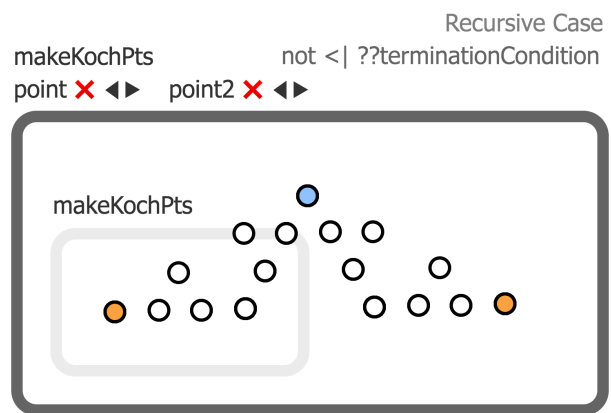 Recursive Case
makeKochPts not <| ??terminationCondition
point ❌ ◀▶ point2 ❌ ◀▶
makeKochPts